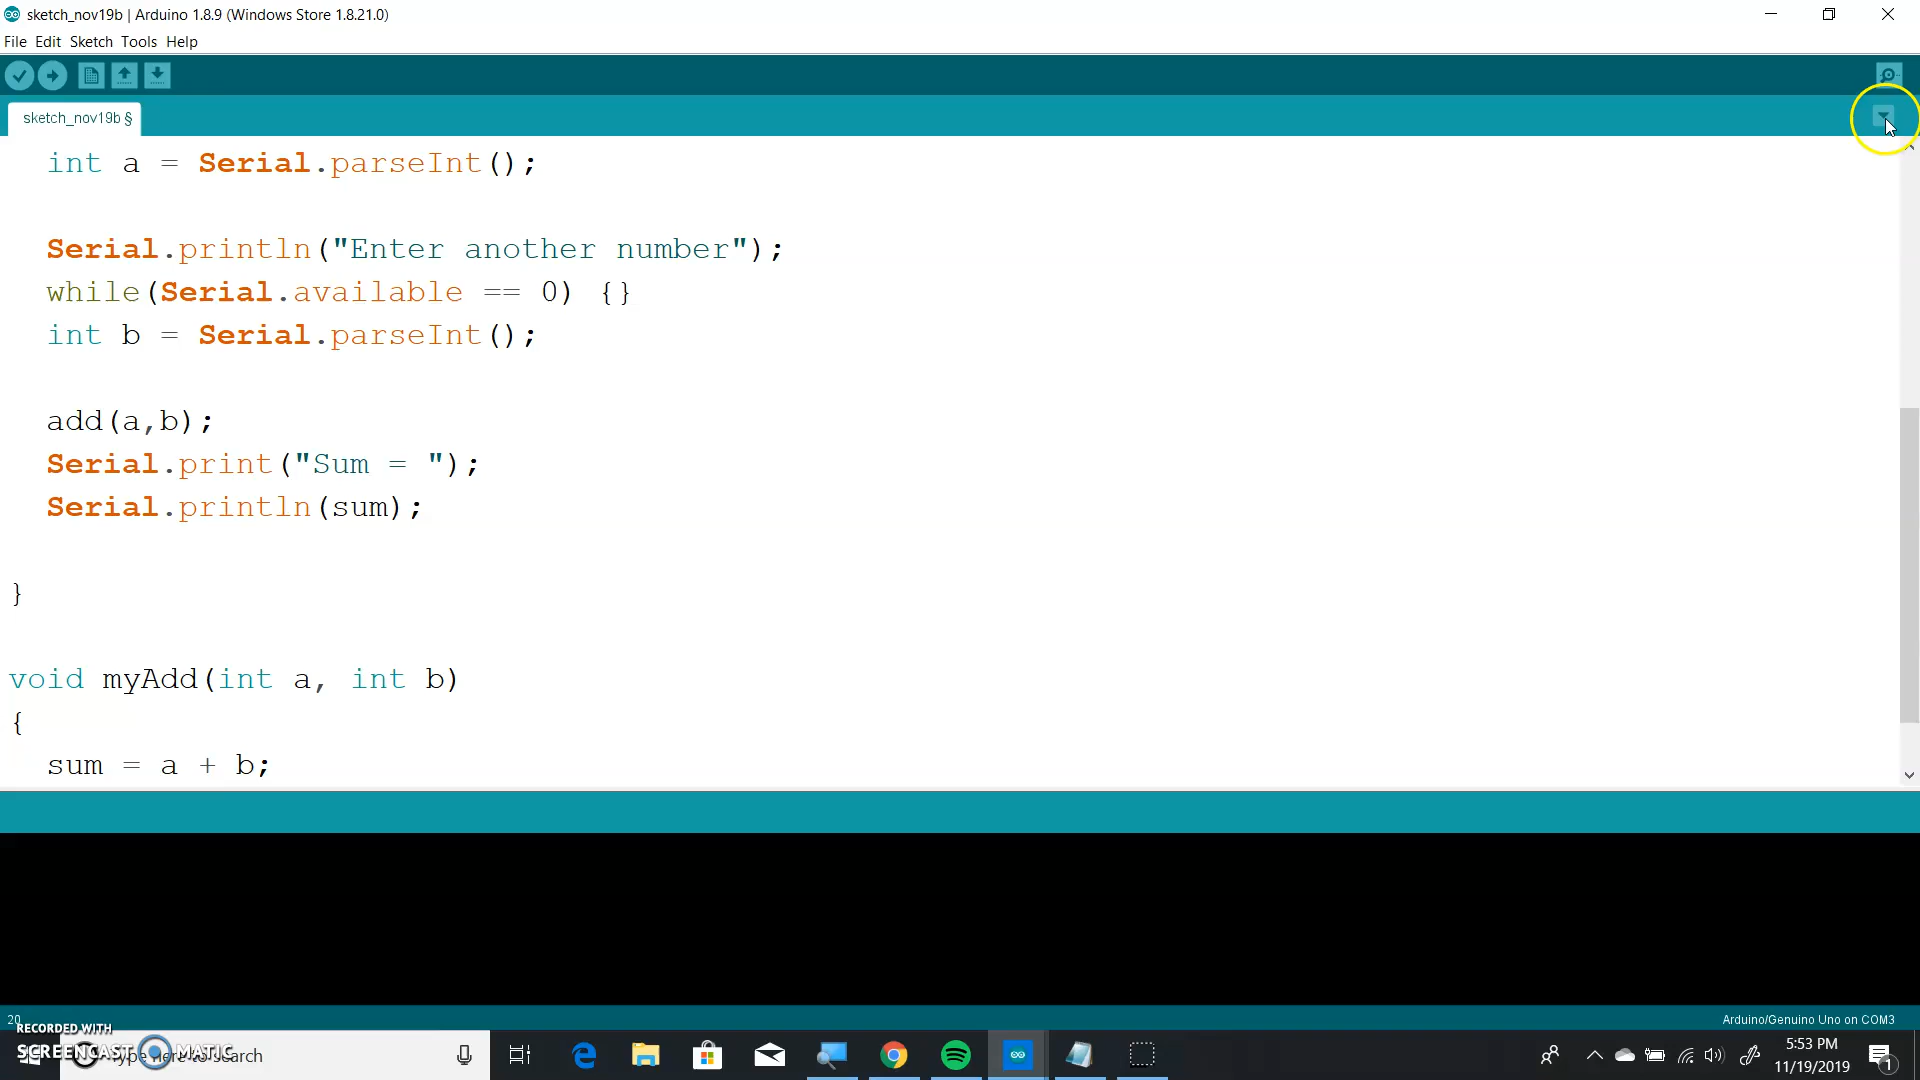 sketch_nov19b | Arduino 1.8.9 (Windows Store 1.8.21.0)
File Edit Sketch Tools Help
sketch_nov19b §
int a = Serial.parseInt();
Serial.println("Enter another number");
while(Serial.available == 0) {}
int b = Serial.parseInt();
add(a,b);
Serial.print("Sum = ");
Serial.println(sum);
}
void myAdd(int a, int b)
{
sum = a + b;
20
Arduino/Genuino Uno on COM3
RECORDED WITH
SCREENCAST MATIC
Type here to search
5:53 PM
11/19/2019
1